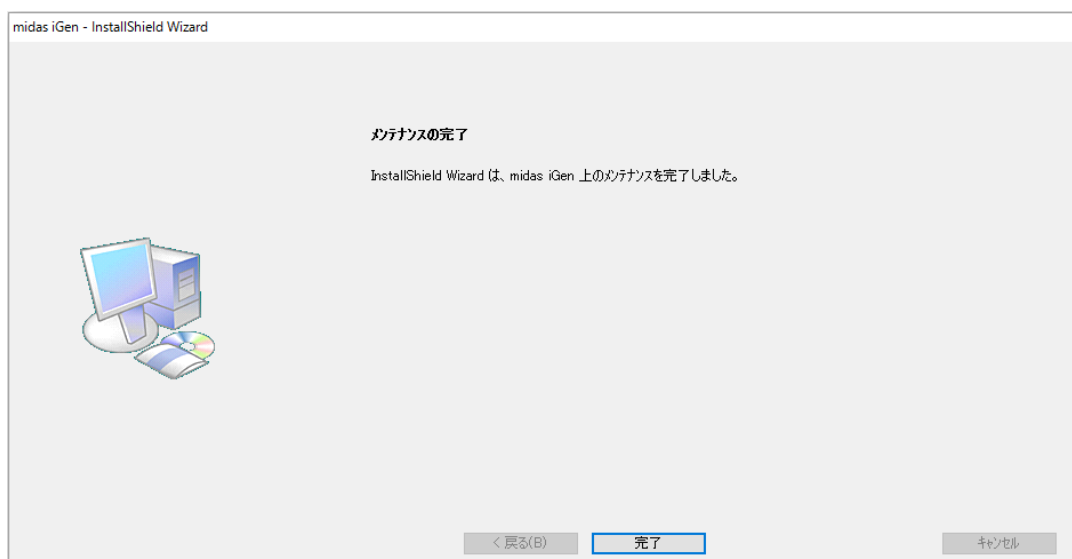 midas iGen - InstallShield Wizard
メンテナンスの完了
InstallShield Wizard は、midas iGen 上のメンテナンスを完了しました。
< 戻る(B)
完了
キャンセル